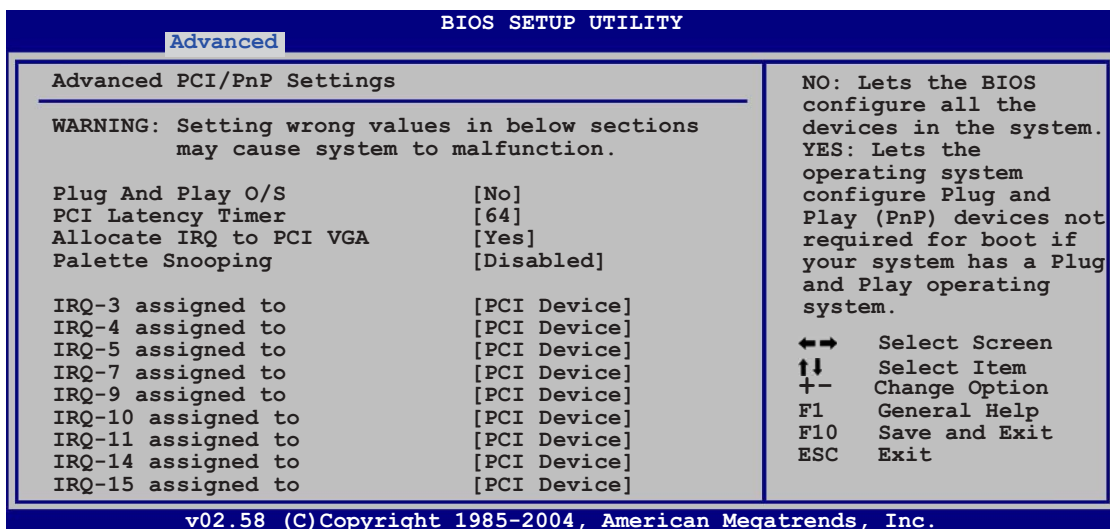 BIOS SETUP UTILITY
Advanced
Advanced PCI/PnP Settings
WARNING: Setting wrong values in below sections
may cause system to malfunction.
Plug And Play O/S [No]
PCI Latency Timer [64]
Allocate IRQ to PCI VGA [Yes]
Palette Snooping [Disabled]
IRQ-3 assigned to [PCI Device]
IRQ-4 assigned to [PCI Device]
IRQ-5 assigned to [PCI Device]
IRQ-7 assigned to [PCI Device]
IRQ-9 assigned to [PCI Device]
IRQ-10 assigned to [PCI Device]
IRQ-11 assigned to [PCI Device]
IRQ-14 assigned to [PCI Device]
IRQ-15 assigned to [PCI Device]
NO: Lets the BIOS
configure all the
devices in the system.
YES: Lets the
operating system
configure Plug and
Play (PnP) devices not
required for boot if
your system has a Plug
and Play operating
system.
←→ Select Screen
↑↓ Select Item
+- Change Option
F1 General Help
F10 Save and Exit
ESC Exit
v02.58 (C)Copyright 1985-2004, American Megatrends, Inc.